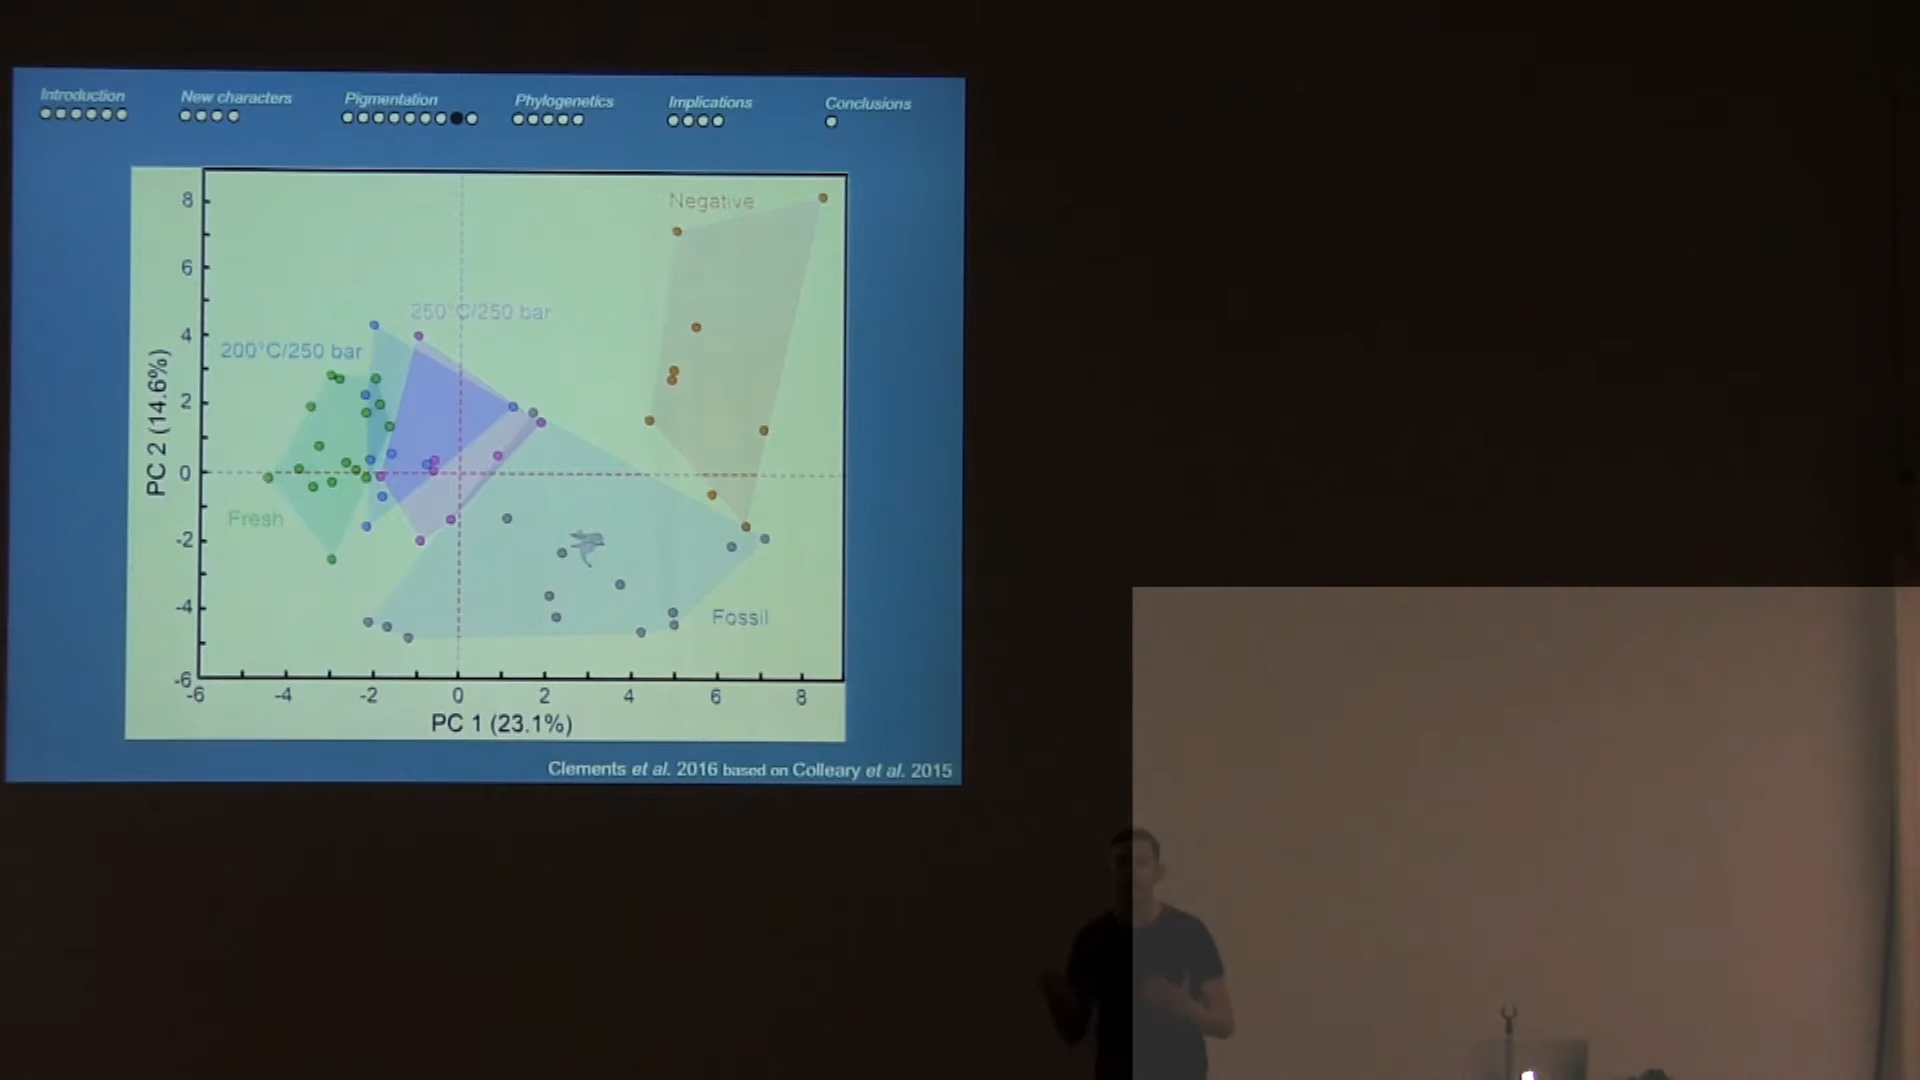 Introduction New characters Pigmentation Phylogenetics Implications Conclusions
Negative
250°C/250 bar
200°C/250 bar
Fresh
Fossil
8
6
4
2
0
-2
-4
-6
PC 2 (14.6%)
-6 -4 -2 0 2 4 6 8
PC 1 (23.1%)
Clements et al. 2016 based on Colleary et al. 2015